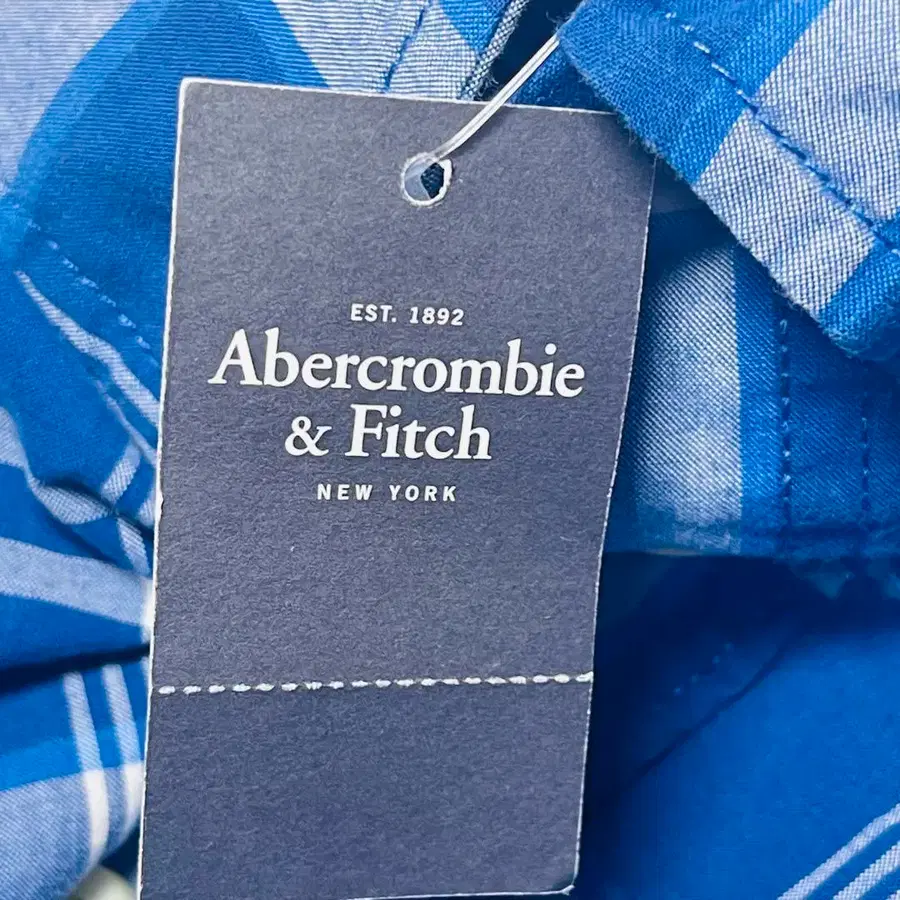 EST. 1892
Abercrombie
& Fitch
NEW YORK